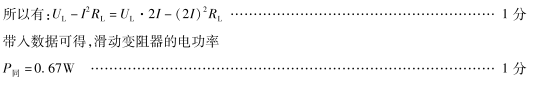 所以有:U_L - I²R_L = U_L · 2I - (2I)²R_L ………………………………………… 1 分
带入数据可得,滑动变阻器的电功率
P_同 = 0.67W ………………………………………………………………… 1 分